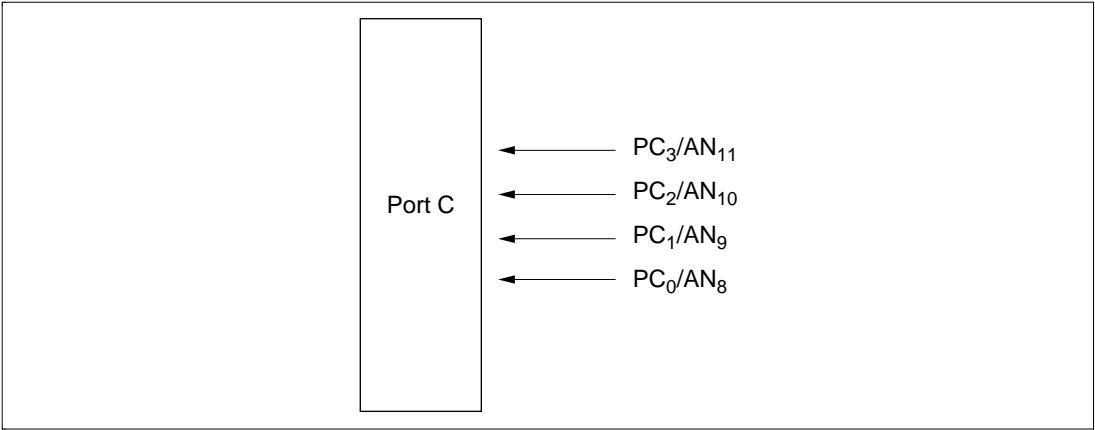 PC₃/AN₁₁
PC₂/AN₁₀
Port C
PC₁/AN₉
PC₀/AN₈